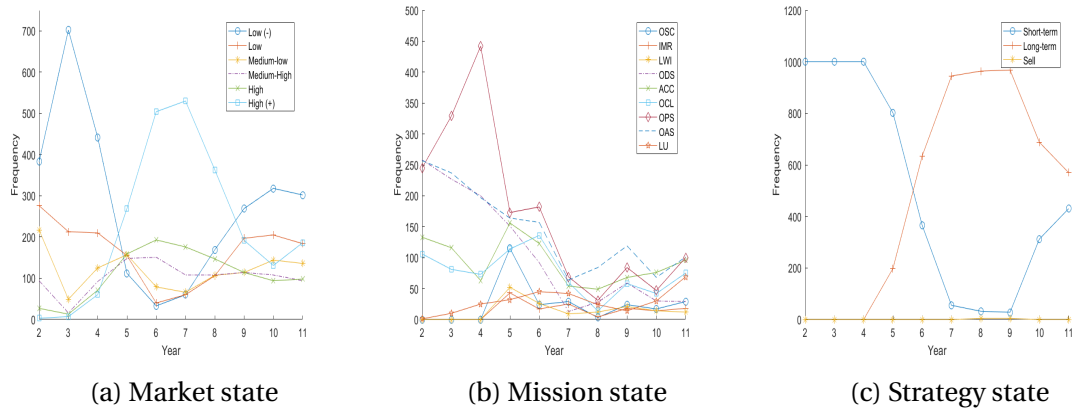 700
600
500
400
300
200
100
0
Frequency
2 3 4 5 6 7 8 9 10 11
Year
Low (-)
Low
Medium-low
Medium-High
High
High (+)
(a) Market state
500
450
400
350
300
250
200
150
100
50
0
Frequency
2 3 4 5 6 7 8 9 10 11
Year
OSC
IMR
LWI
ODS
ACC
OCL
OPS
OAS
LU
(b) Mission state
1200
1000
800
600
400
200
0
Frequency
2 3 4 5 6 7 8 9 10 11
Year
Short-term
Long-term
Sell
(c) Strategy state